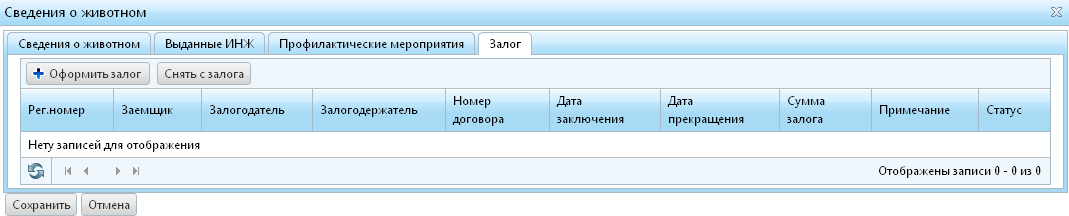 Сведения о животном
Сведения о животном Выданные ИНЖ Профилактические мероприятия Залог
Оформить залог Снять с залога
Рег.номер Заемщик Залогодатель Залогодержатель Номер договора Дата заключения Дата прекращения Сумма залога Примечание Статус
Нету записей для отображения
Отображены записи 0 - 0 из 0
Сохранить Отмена